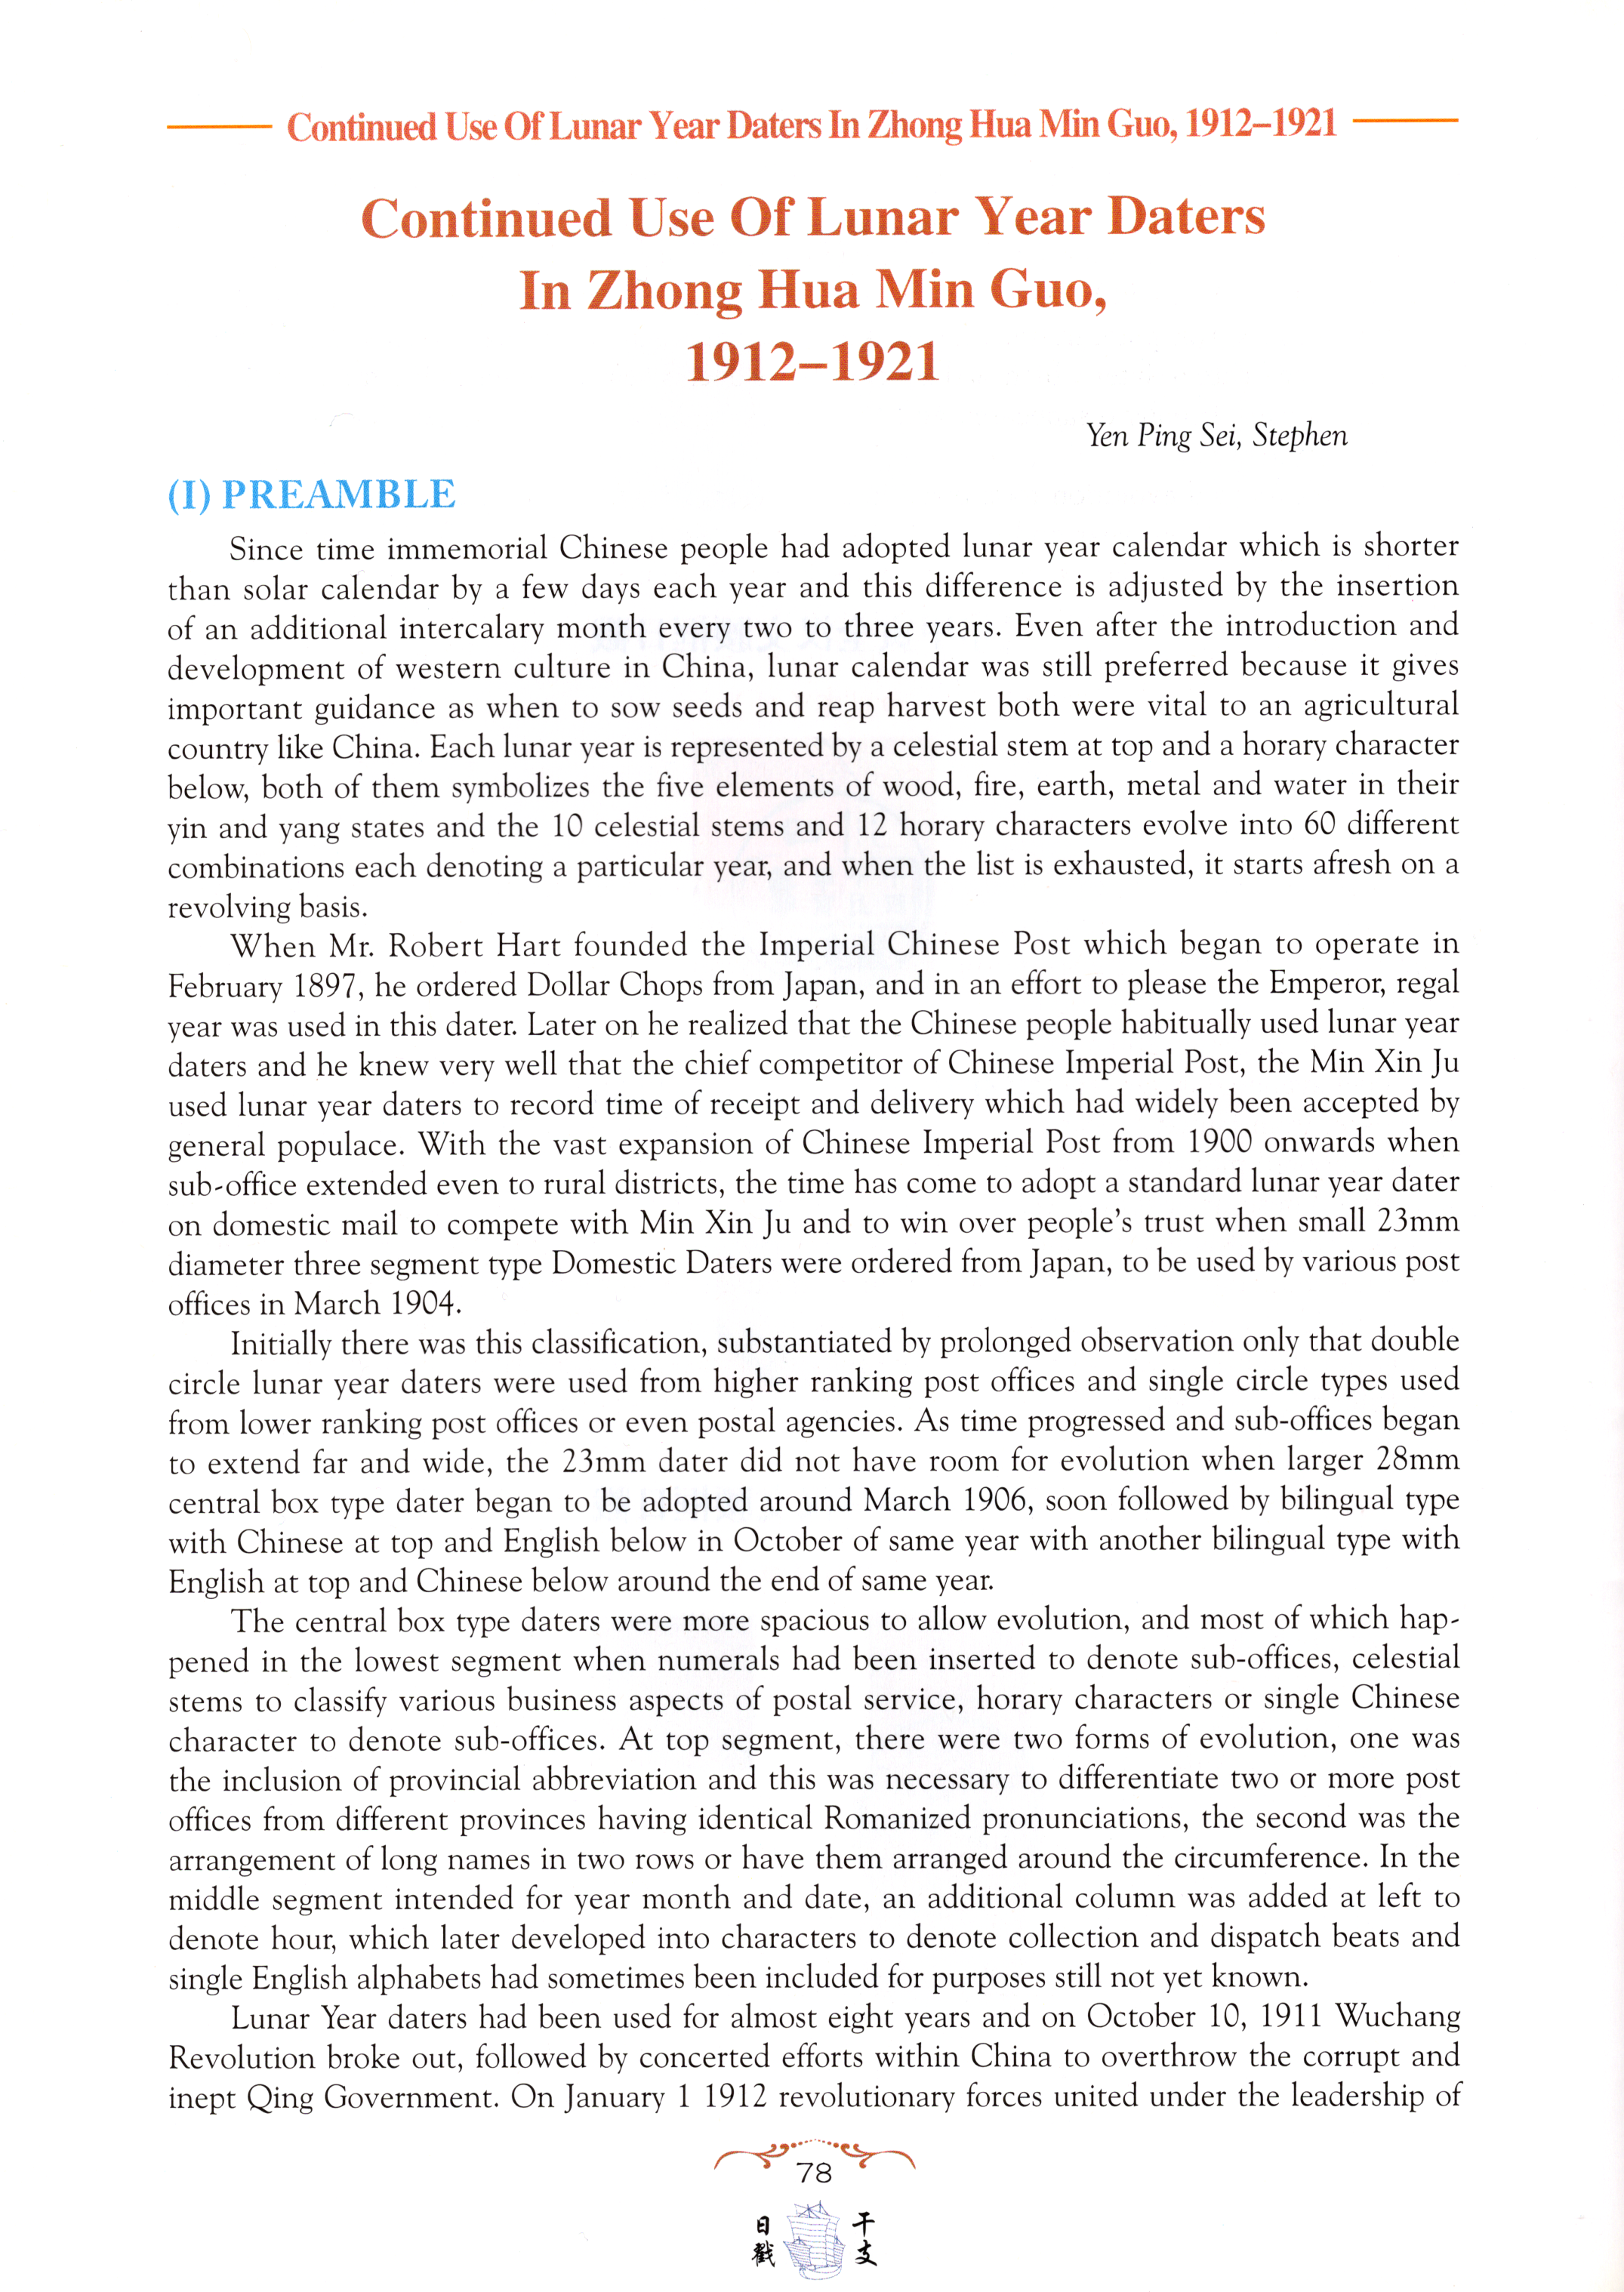 Continued Use Of Lunar Year Daters In Zhong Hua Min Guo, 1912–1921
Continued Use Of Lunar Year Daters
In Zhong Hua Min Guo,
1912–1921
Yen Ping Sei, Stephen
(I) PREAMBLE
Since time immemorial Chinese people had adopted lunar year calendar which is shorter
than solar calendar by a few days each year and this difference is adjusted by the insertion
of an additional intercalary month every two to three years. Even after the introduction and
development of western culture in China, lunar calendar was still preferred because it gives
important guidance as when to sow seeds and reap harvest both were vital to an agricultural
country like China. Each lunar year is represented by a celestial stem at top and a horary character
below, both of them symbolizes the five elements of wood, fire, earth, metal and water in their
yin and yang states and the 10 celestial stems and 12 horary characters evolve into 60 different
combinations each denoting a particular year, and when the list is exhausted, it starts afresh on a
revolving basis.
When Mr. Robert Hart founded the Imperial Chinese Post which began to operate in
February 1897, he ordered Dollar Chops from Japan, and in an effort to please the Emperor, regal
year was used in this dater. Later on he realized that the Chinese people habitually used lunar year
daters and he knew very well that the chief competitor of Chinese Imperial Post, the Min Xin Ju
used lunar year daters to record time of receipt and delivery which had widely been accepted by
general populace. With the vast expansion of Chinese Imperial Post from 1900 onwards when
sub-office extended even to rural districts, the time has come to adopt a standard lunar year dater
on domestic mail to compete with Min Xin Ju and to win over people's trust when small 23mm
diameter three segment type Domestic Daters were ordered from Japan, to be used by various post
offices in March 1904.
Initially there was this classification, substantiated by prolonged observation only that double
circle lunar year daters were used from higher ranking post offices and single circle types used
from lower ranking post offices or even postal agencies. As time progressed and sub-offices began
to extend far and wide, the 23mm dater did not have room for evolution when larger 28mm
central box type dater began to be adopted around March 1906, soon followed by bilingual type
with Chinese at top and English below in October of same year with another bilingual type with
English at top and Chinese below around the end of same year.
The central box type daters were more spacious to allow evolution, and most of which hap-
pened in the lowest segment when numerals had been inserted to denote sub-offices, celestial
stems to classify various business aspects of postal service, horary characters or single Chinese
character to denote sub-offices. At top segment, there were two forms of evolution, one was
the inclusion of provincial abbreviation and this was necessary to differentiate two or more post
offices from different provinces having identical Romanized pronunciations, the second was the
arrangement of long names in two rows or have them arranged around the circumference. In the
middle segment intended for year month and date, an additional column was added at left to
denote hour, which later developed into characters to denote collection and dispatch beats and
single English alphabets had sometimes been included for purposes still not yet known.
Lunar Year daters had been used for almost eight years and on October 10, 1911 Wuchang
Revolution broke out, followed by concerted efforts within China to overthrow the corrupt and
inept Qing Government. On January 1 1912 revolutionary forces united under the leadership of
78
干支
日戳